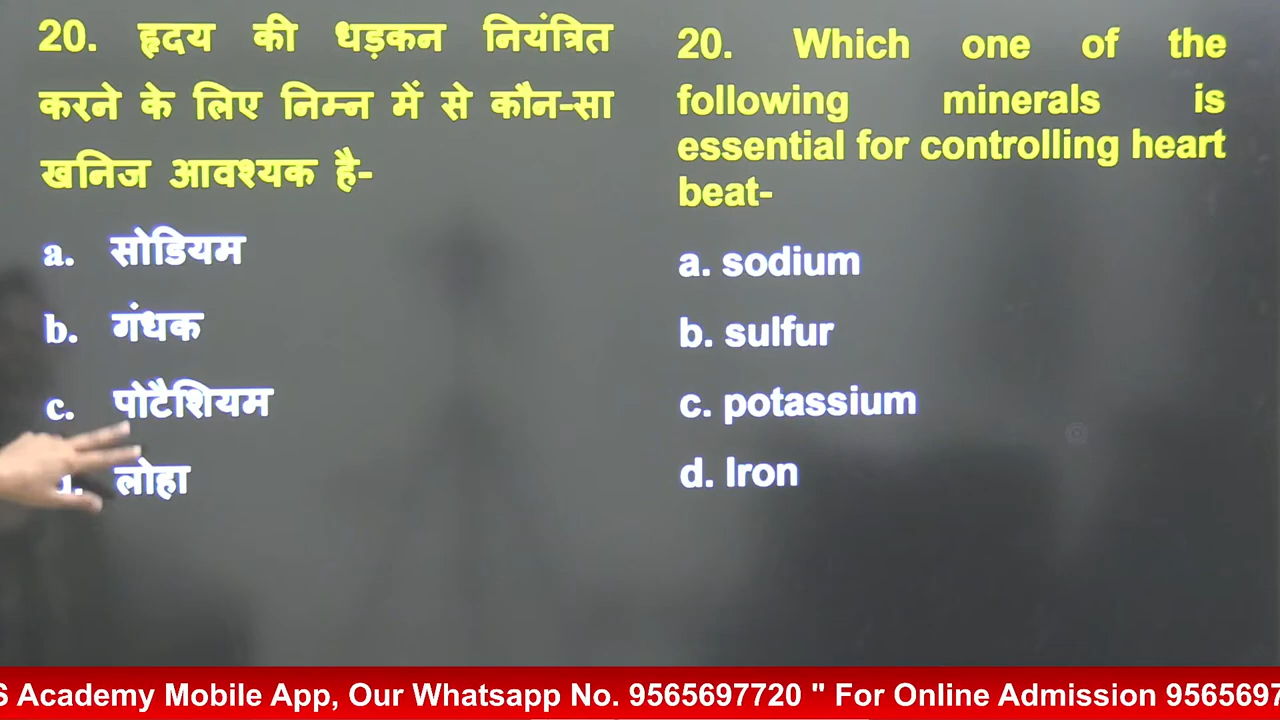 20. हृदय की धड़कन नियंत्रित
करने के लिए निम्न में से कौन-सा
खनिज आवश्यक है-
a. सोडियम
b. गंधक
c. पोटैशियम
d. लोहा
20. Which one of the
following minerals is
essential for controlling heart
beat-
a. sodium
b. sulfur
c. potassium
d. Iron
S Academy Mobile App, Our Whatsapp No. 9565697720 " For Online Admission 9565697